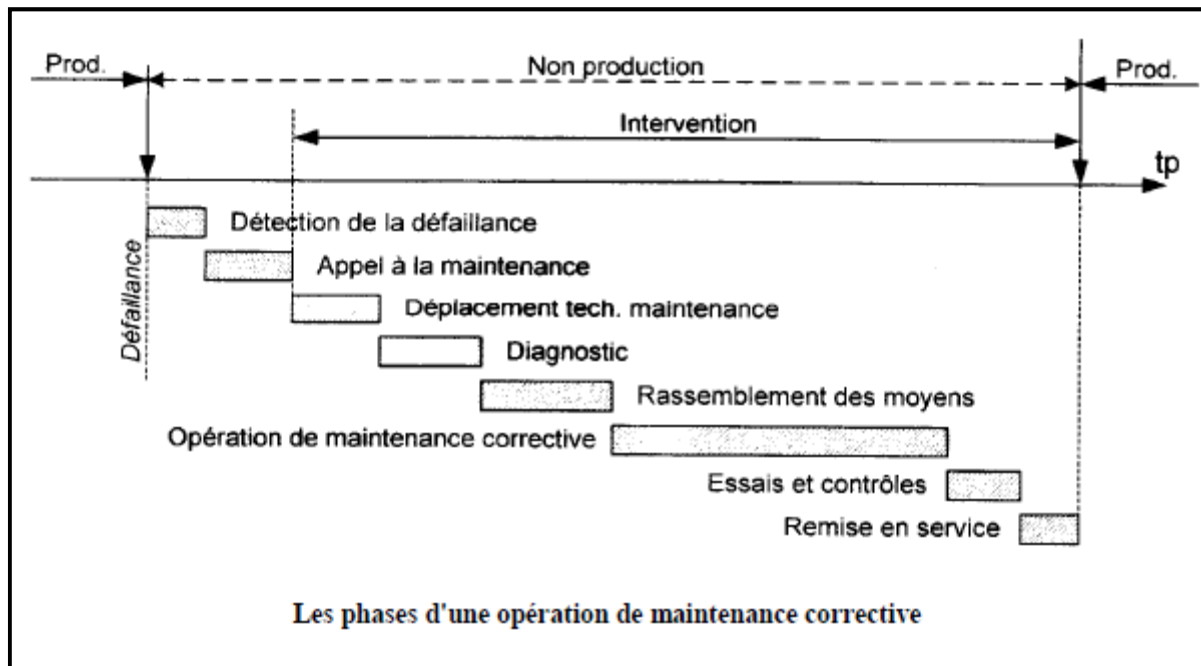 Prod.
Non production
Prod.
Intervention
tp
Détection de la défaillance
Défaillance
Appel à la maintenance
Déplacement tech. maintenance
Diagnostic
Rassemblement des moyens
Opération de maintenance corrective
Essais et contrôles
Remise en service
Les phases d'une opération de maintenance corrective